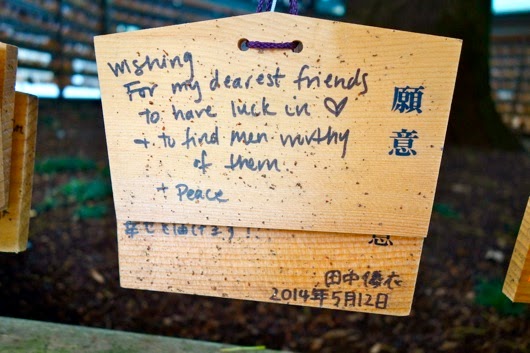 wishing
For my dearest friends
to have luck in ♡
+ to find men worthy
of them
+ Peace
願意
田中優衣
2014年5月12日